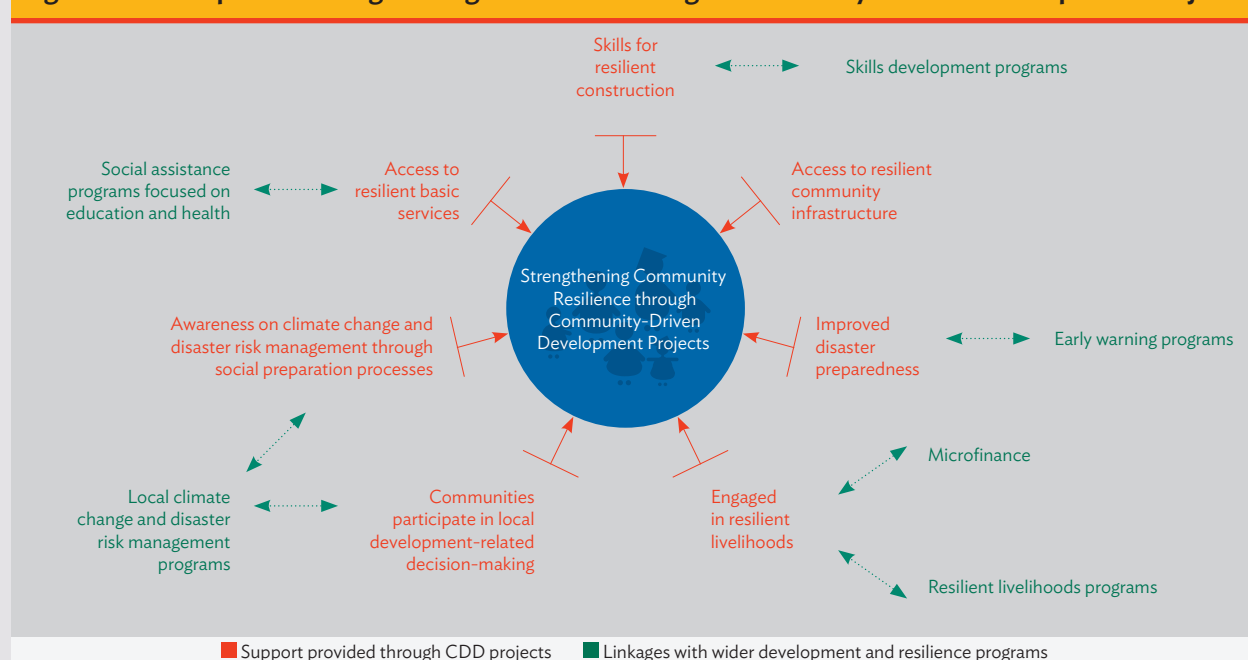 Skills for
resilient
construction
Skills development programs
Social assistance
programs focused on
education and health
Access to
resilient basic
services
Access to resilient
community
infrastructure
Strengthening Community
Resilience through
Community-Driven
Development Projects
Awareness on climate change and
disaster risk management through
social preparation processes
Improved
disaster
preparedness
Early warning programs
Local climate
change and disaster
risk management
programs
Communities
participate in local
development-related
decision-making
Engaged
in resilient
livelihoods
Microfinance
Resilient livelihoods programs
Support provided through CDD projects
Linkages with wider development and resilience programs